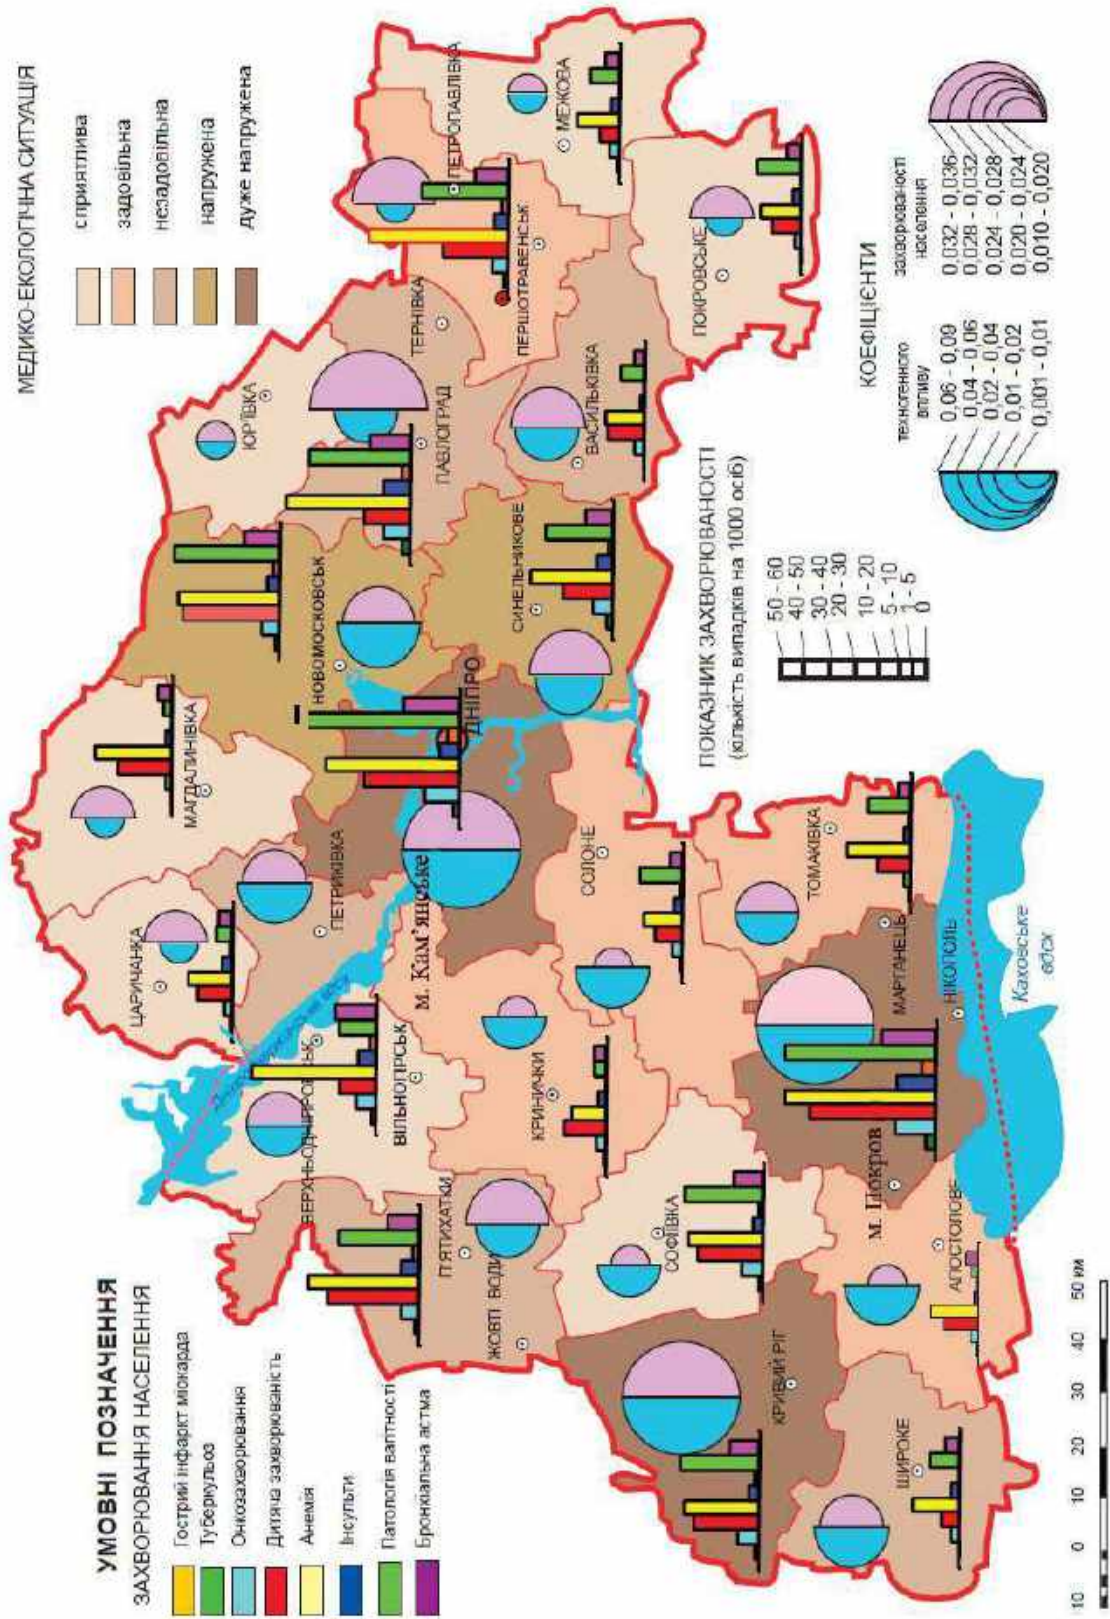 УМОВНІ ПОЗНАЧЕННЯ
ЗАХВОРЮВАННЯ НАСЕЛЕННЯ
Гострий інфаркт міокарда
Туберкульоз
Онкозахворювання
Дитяча захворюваність
Анемія
Інсульти
Патологія вагітності
Бронхіальна астма
МЕДИКО-ЕКОЛОГІЧНА СИТУАЦІЯ
сприятлива
задовільна
незадовільна
напружена
дуже напружена
ЦАРИЧАНКА
МАГДАЛИНІВКА
ПЕТРИКІВКА
НОВОМОСКОВСЬК
ЮР'ЇВКА
ПАВЛОГРАД
ТЕРНІВКА
ПЕТРОПАВЛІВКА
ПЕРШОТРАВЕНСЬК
МЕЖОВА
ПОКРОВСЬКЕ
ВАСИЛЬКІВКА
СИНЕЛЬНИКОВЕ
ДНІПРО
м. Кам'янське
ВЕРХНЬОДНІПРОВСЬК
ВІЛЬНОГІРСЬК
П'ЯТИХАТКИ
ЖОВТІ ВОДИ
КРИНИЧКИ
СОЛОНЕ
ТОМАКІВКА
МАРГАНЕЦЬ
НІКОПОЛЬ
м. Покров
СОФІЇВКА
АПОСТОЛОВЕ
КРИВИЙ РІГ
ШИРОКЕ
Каховське
вдсх
ПОКАЗНИК ЗАХВОРЮВАНОСТІ
(кількість випадків на 1000 осіб)
50 - 60
40 - 50
30 - 40
20 - 30
10 - 20
5 - 10
1 - 5
0
КОЕФІЦІЄНТИ
техногенного
впливу
0,06 - 0,09
0,04 - 0,06
0,02 - 0,04
0,01 - 0,02
0,001 - 0,01
захворюваності
населення
0,032 - 0,036
0,028 - 0,032
0,024 - 0,028
0,020 - 0,024
0,010 - 0,020
10 0 10 20 30 40 50 км